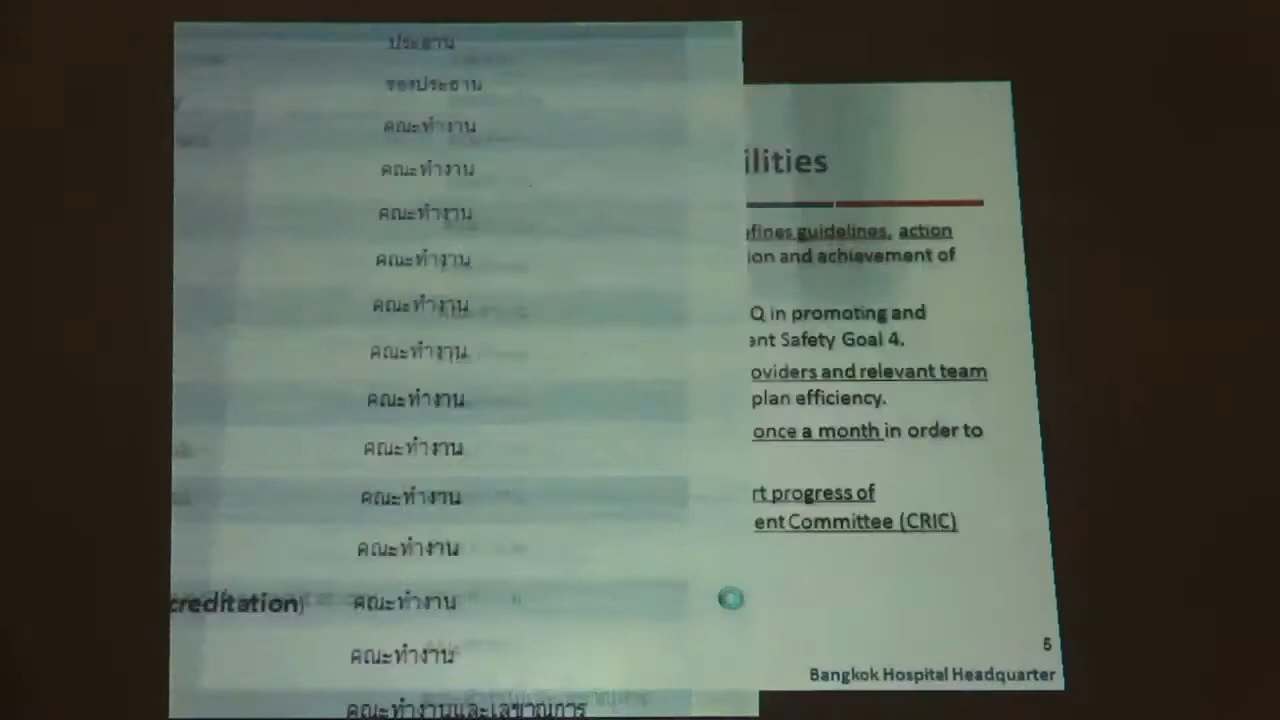 ประธาน
รองประธาน
คณะทำงาน
คณะทำงาน
คณะทำงาน
คณะทำงาน
คณะทำงาน
คณะทำงาน
คณะทำงาน
คณะทำงาน
คณะทำงาน
คณะทำงาน
creditation) คณะทำงาน
คณะทำงาน
คณะทำงานและเลขานุการ
ilities
fines guidelines, action
ion and achievement of
Q in promoting and
ent Safety Goal 4.
oviders and relevant team
plan efficiency.
once a month in order to
rt progress of
ent Committee (CRIC)
5
Bangkok Hospital Headquarter